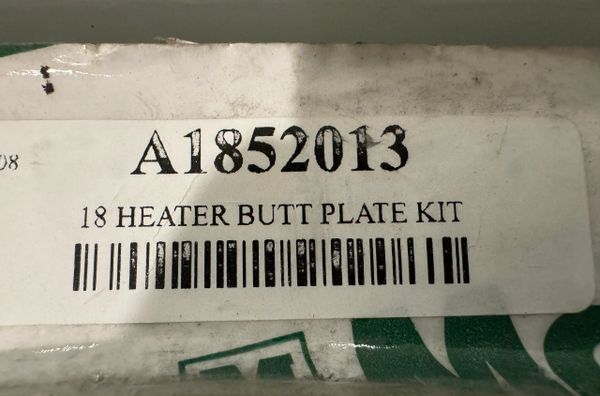 08
A1852013
18 HEATER BUTT PLATE KIT